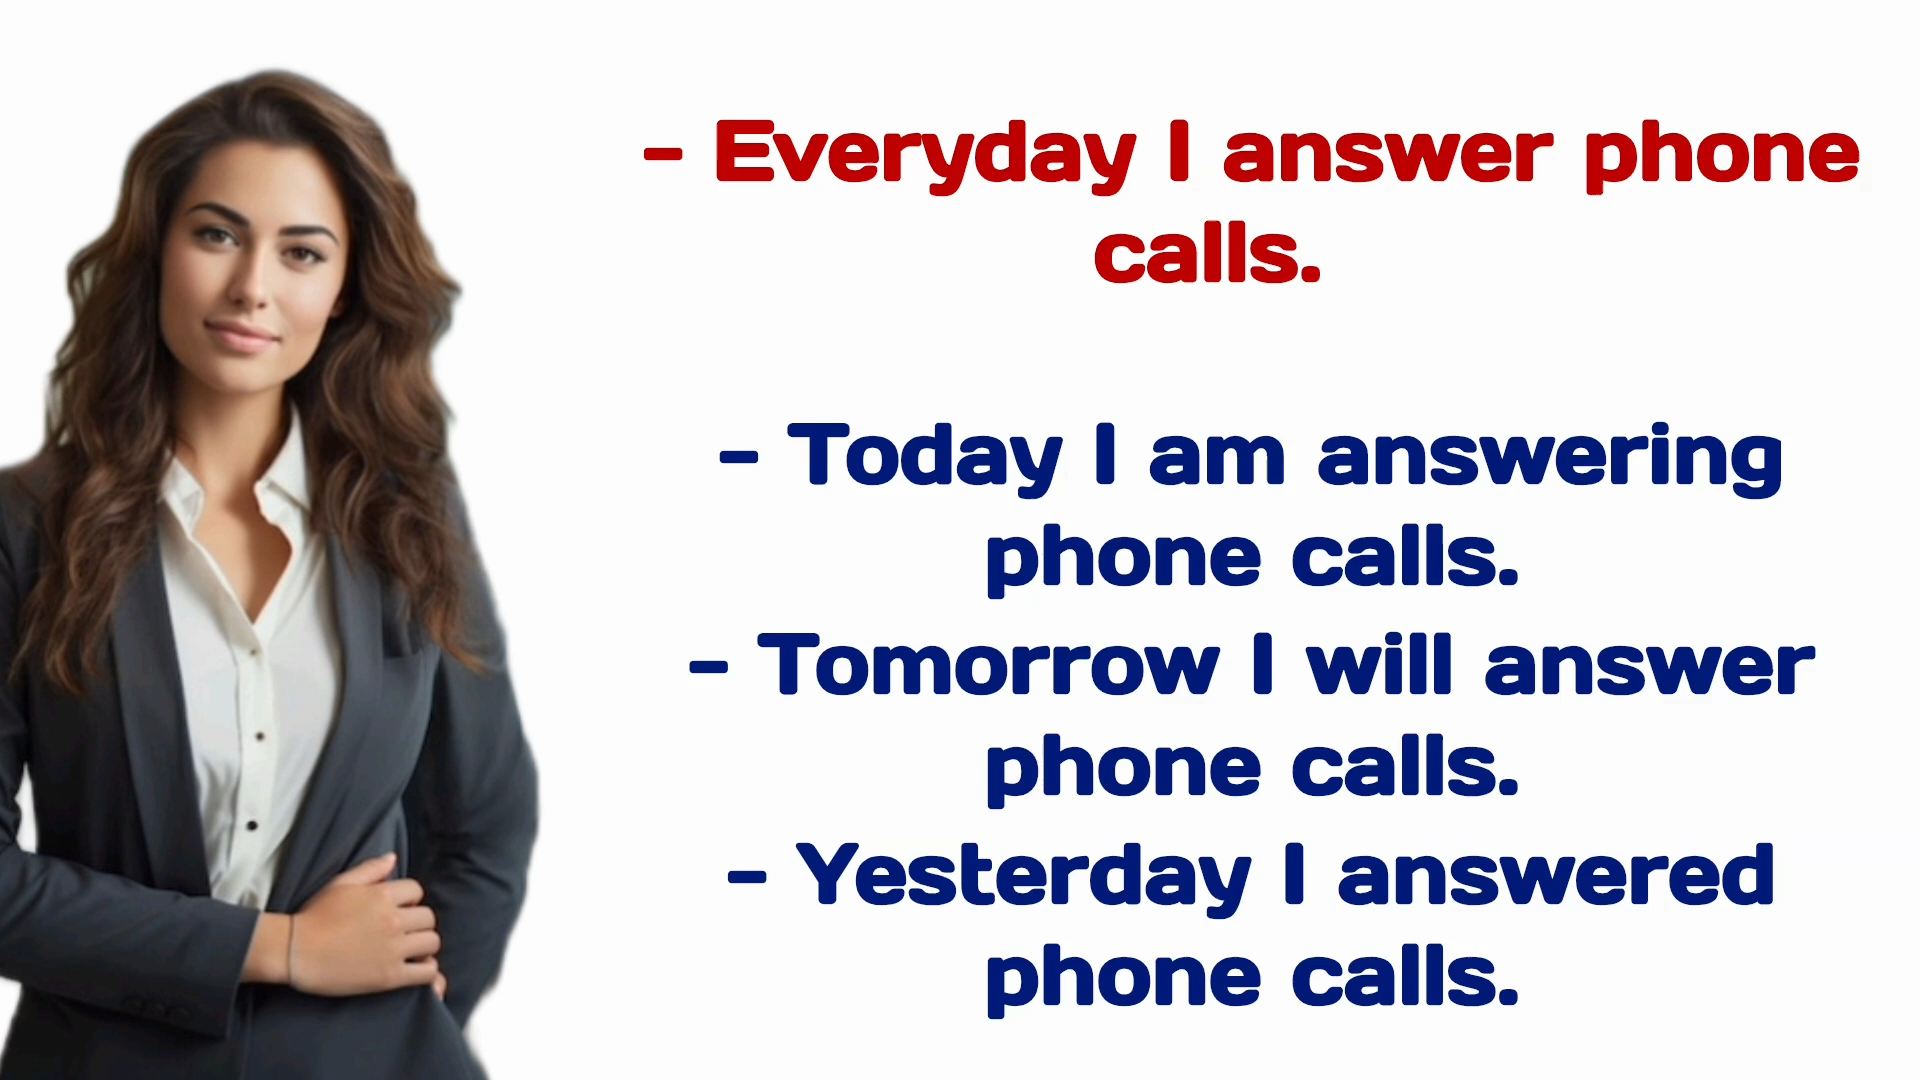 - Everyday I answer phone
calls.
- Today I am answering
phone calls.
- Tomorrow I will answer
phone calls.
- Yesterday I answered
phone calls.